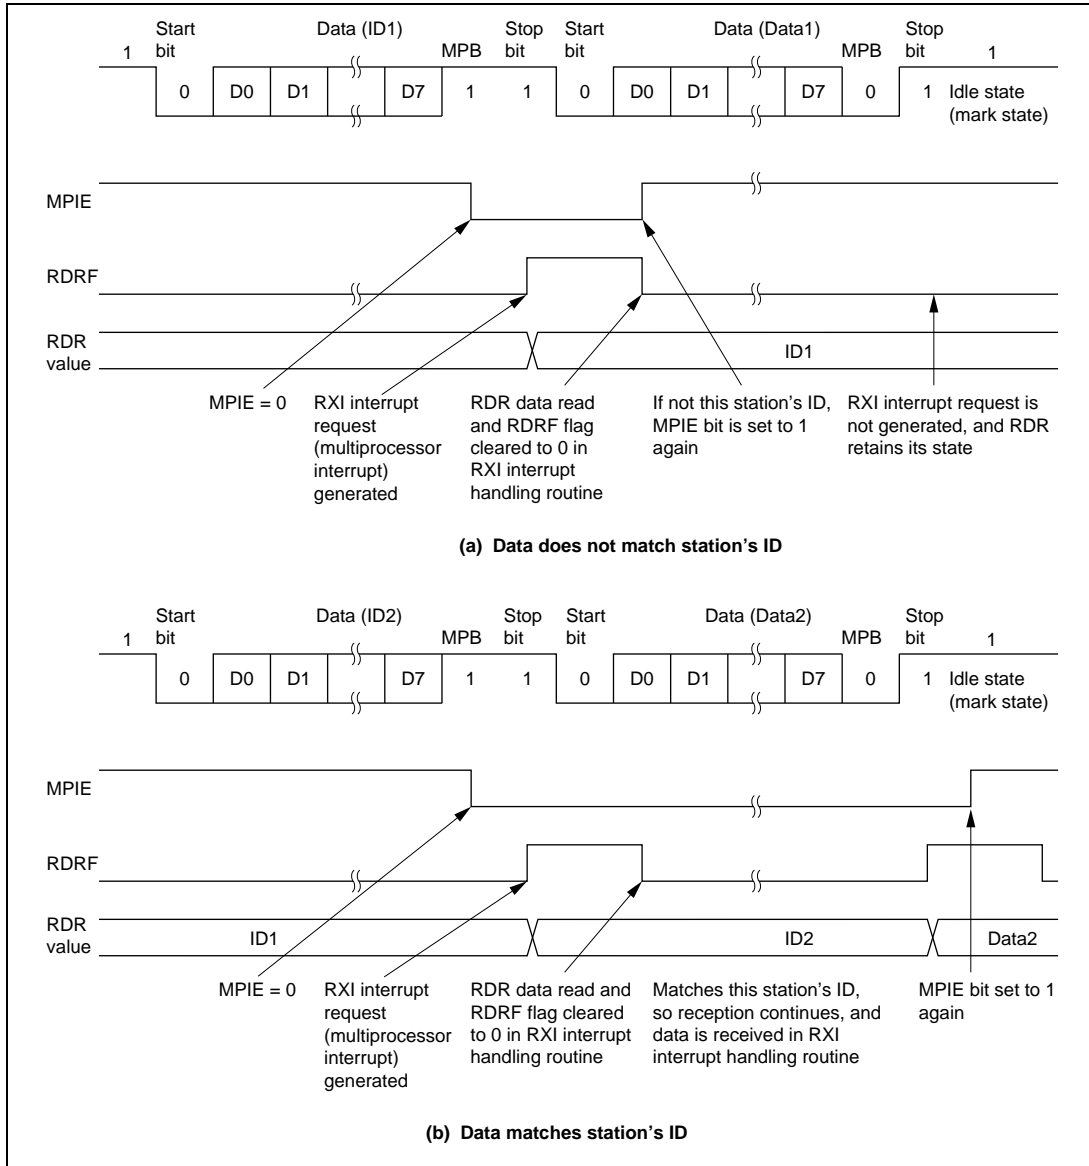 Start Data (ID1) Stop Start Data (Data1) Stop
1 bit MPB bit bit MPB bit 1
0 D0 D1 D7 1 1 0 D0 D1 D7 0 1 Idle state
(mark state)
MPIE
RDRF
RDR
value
ID1
MPIE = 0
RXI interrupt
request
(multiprocessor
interrupt)
generated
RDR data read
and RDRF flag
cleared to 0 in
RXI interrupt
handling routine
If not this station's ID,
MPIE bit is set to 1
again
RXI interrupt request is
not generated, and RDR
retains its state
(a) Data does not match station's ID
Start Data (ID2) Stop Start Data (Data2) Stop
1 bit MPB bit bit MPB bit 1
0 D0 D1 D7 1 1 0 D0 D1 D7 0 1 Idle state
(mark state)
MPIE
RDRF
RDR
value
ID1 ID2 Data2
MPIE = 0
RXI interrupt
request
(multiprocessor
interrupt)
generated
RDR data read and
RDRF flag cleared
to 0 in RXI interrupt
handling routine
Matches this station's ID,
so reception continues, and
data is received in RXI
interrupt handling routine
MPIE bit set to 1
again
(b) Data matches station's ID